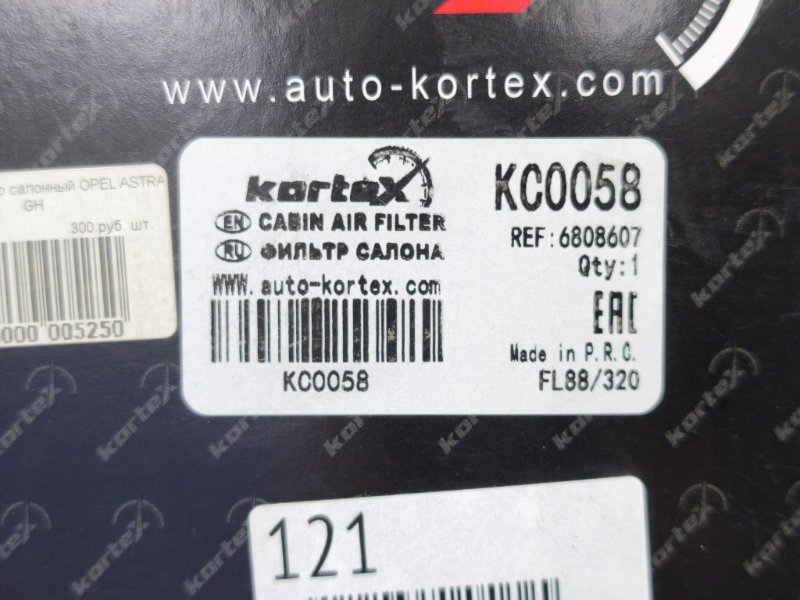 www.auto-kortex.com
салонный OPEL ASTRA
GH
300 руб. шт.
000 005250
kortex
EN CABIN AIR FILTER
RU ФИЛЬТР САЛОНА
WWW.auto-kortex.com
KC0058
KC0058
REF:6808607
Qty:1
EAC
Made in P.R.C.
FL88/320
121